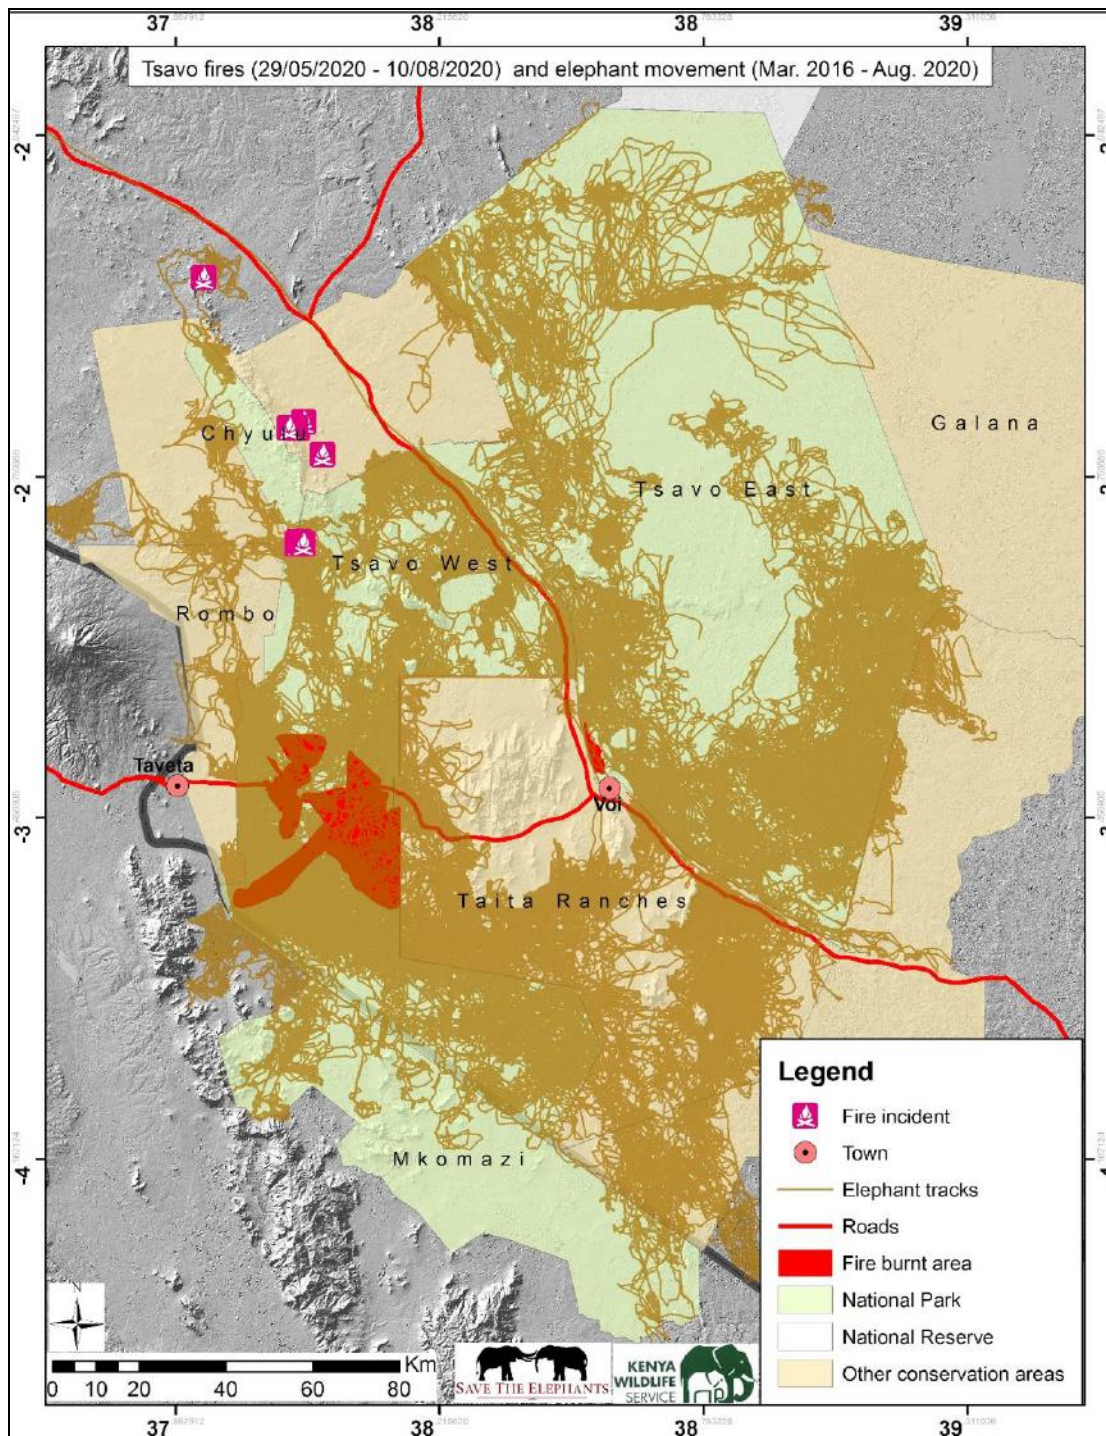 37 38 38 39
Tsavo fires (29/05/2020 - 10/08/2020) and elephant movement (Mar. 2016 - Aug. 2020)
-2
Chyulu
Galana
-2
Tsavo East
Tsavo West
Rombo
Taveta
Voi
-3
Taita Ranches
Mkomazi
-4
Legend
Fire incident
Town
Elephant tracks
Roads
Fire burnt area
National Park
National Reserve
Other conservation areas
N
Km
0 10 20 40 60 80
SAVE THE ELEPHANTS
KENYA
WILDLIFE
SERVICE
37 38 38 39